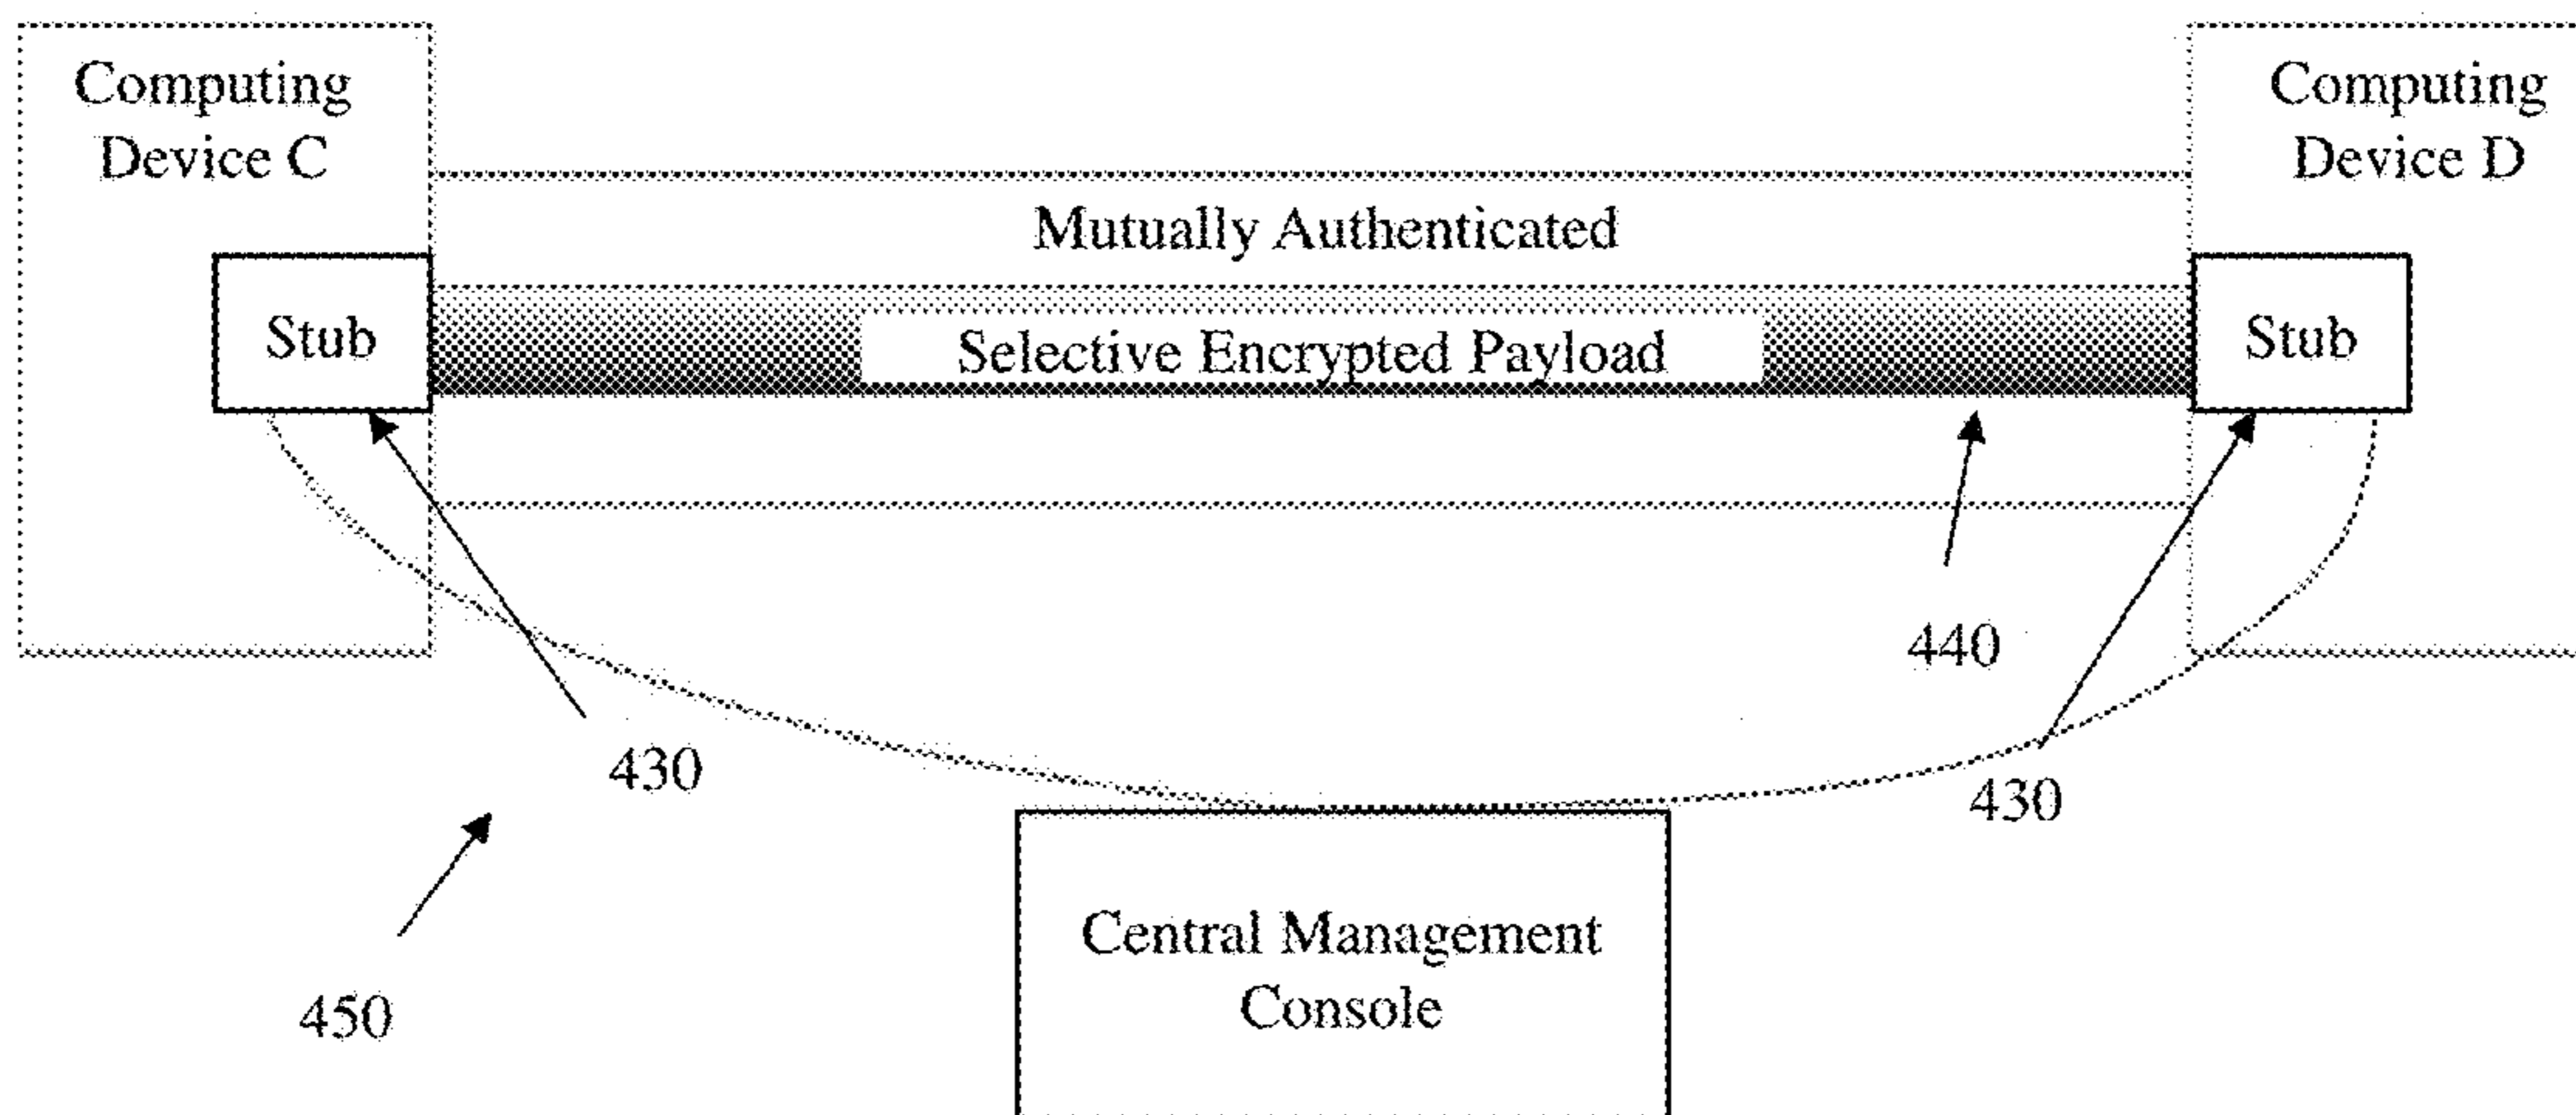 Computing
Device C
Computing
Device D
Mutually Authenticated
Stub
Selective Encrypted Payload
Stub
440
430
430
Central Management
Console
450